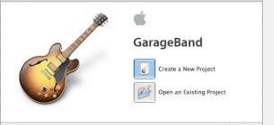 GarageBand
Create a New Project
Open an Existing Project